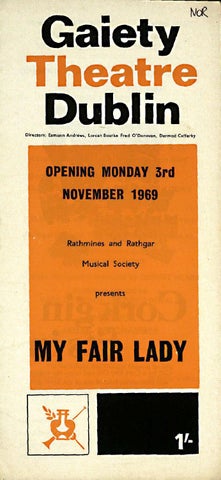 NoR
Gaiety
Theatre
Dublin
Directors: Eamonn Andrews, Lorcan Bourke Fred O'Donovan, Dermod Cafferky
OPENING MONDAY 3rd
NOVEMBER 1969
Rathmines and Rathgar
Musical Society
presents
MY FAIR LADY
1/-